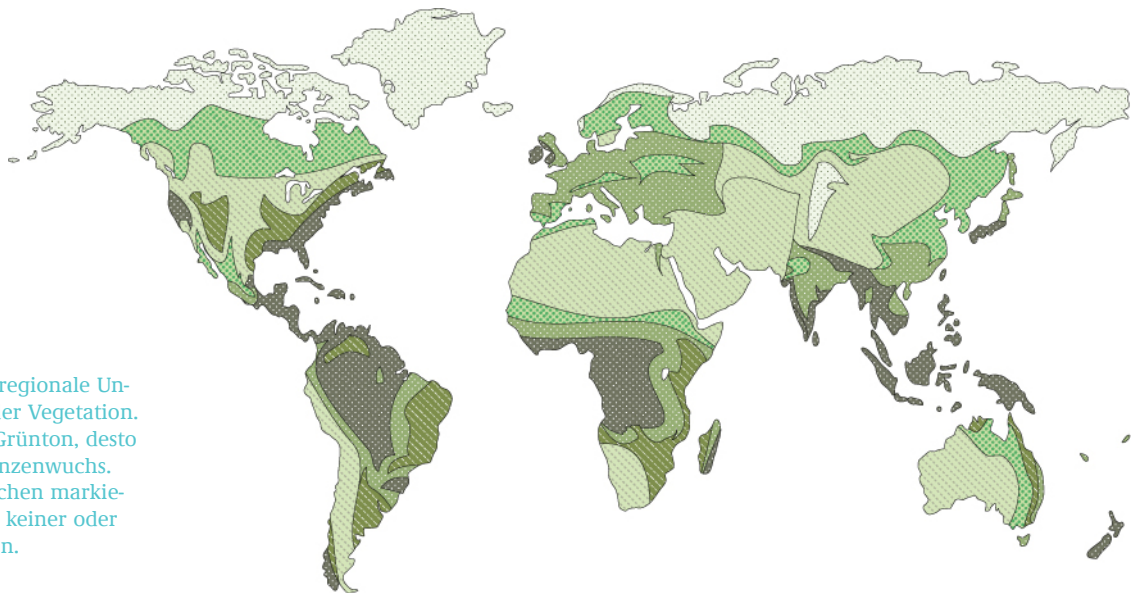 regionale Un-
er Vegetation.
Grünton, desto
nzenwuchs.
chen markie-
s keiner oder
n.